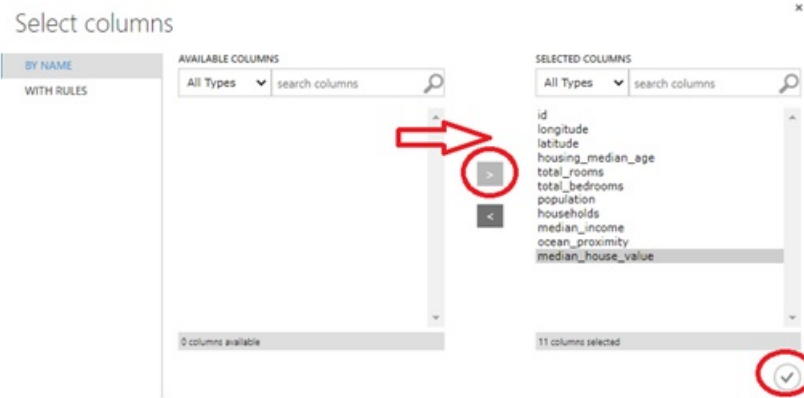 Select columns
BY NAME
WITH RULES
AVAILABLE COLUMNS
All Types
search columns
0 columns available
>
<
SELECTED COLUMNS
All Types
search columns
id
longitude
latitude
housing_median_age
total_rooms
total_bedrooms
population
households
median_income
ocean_proximity
median_house_value
11 columns selected